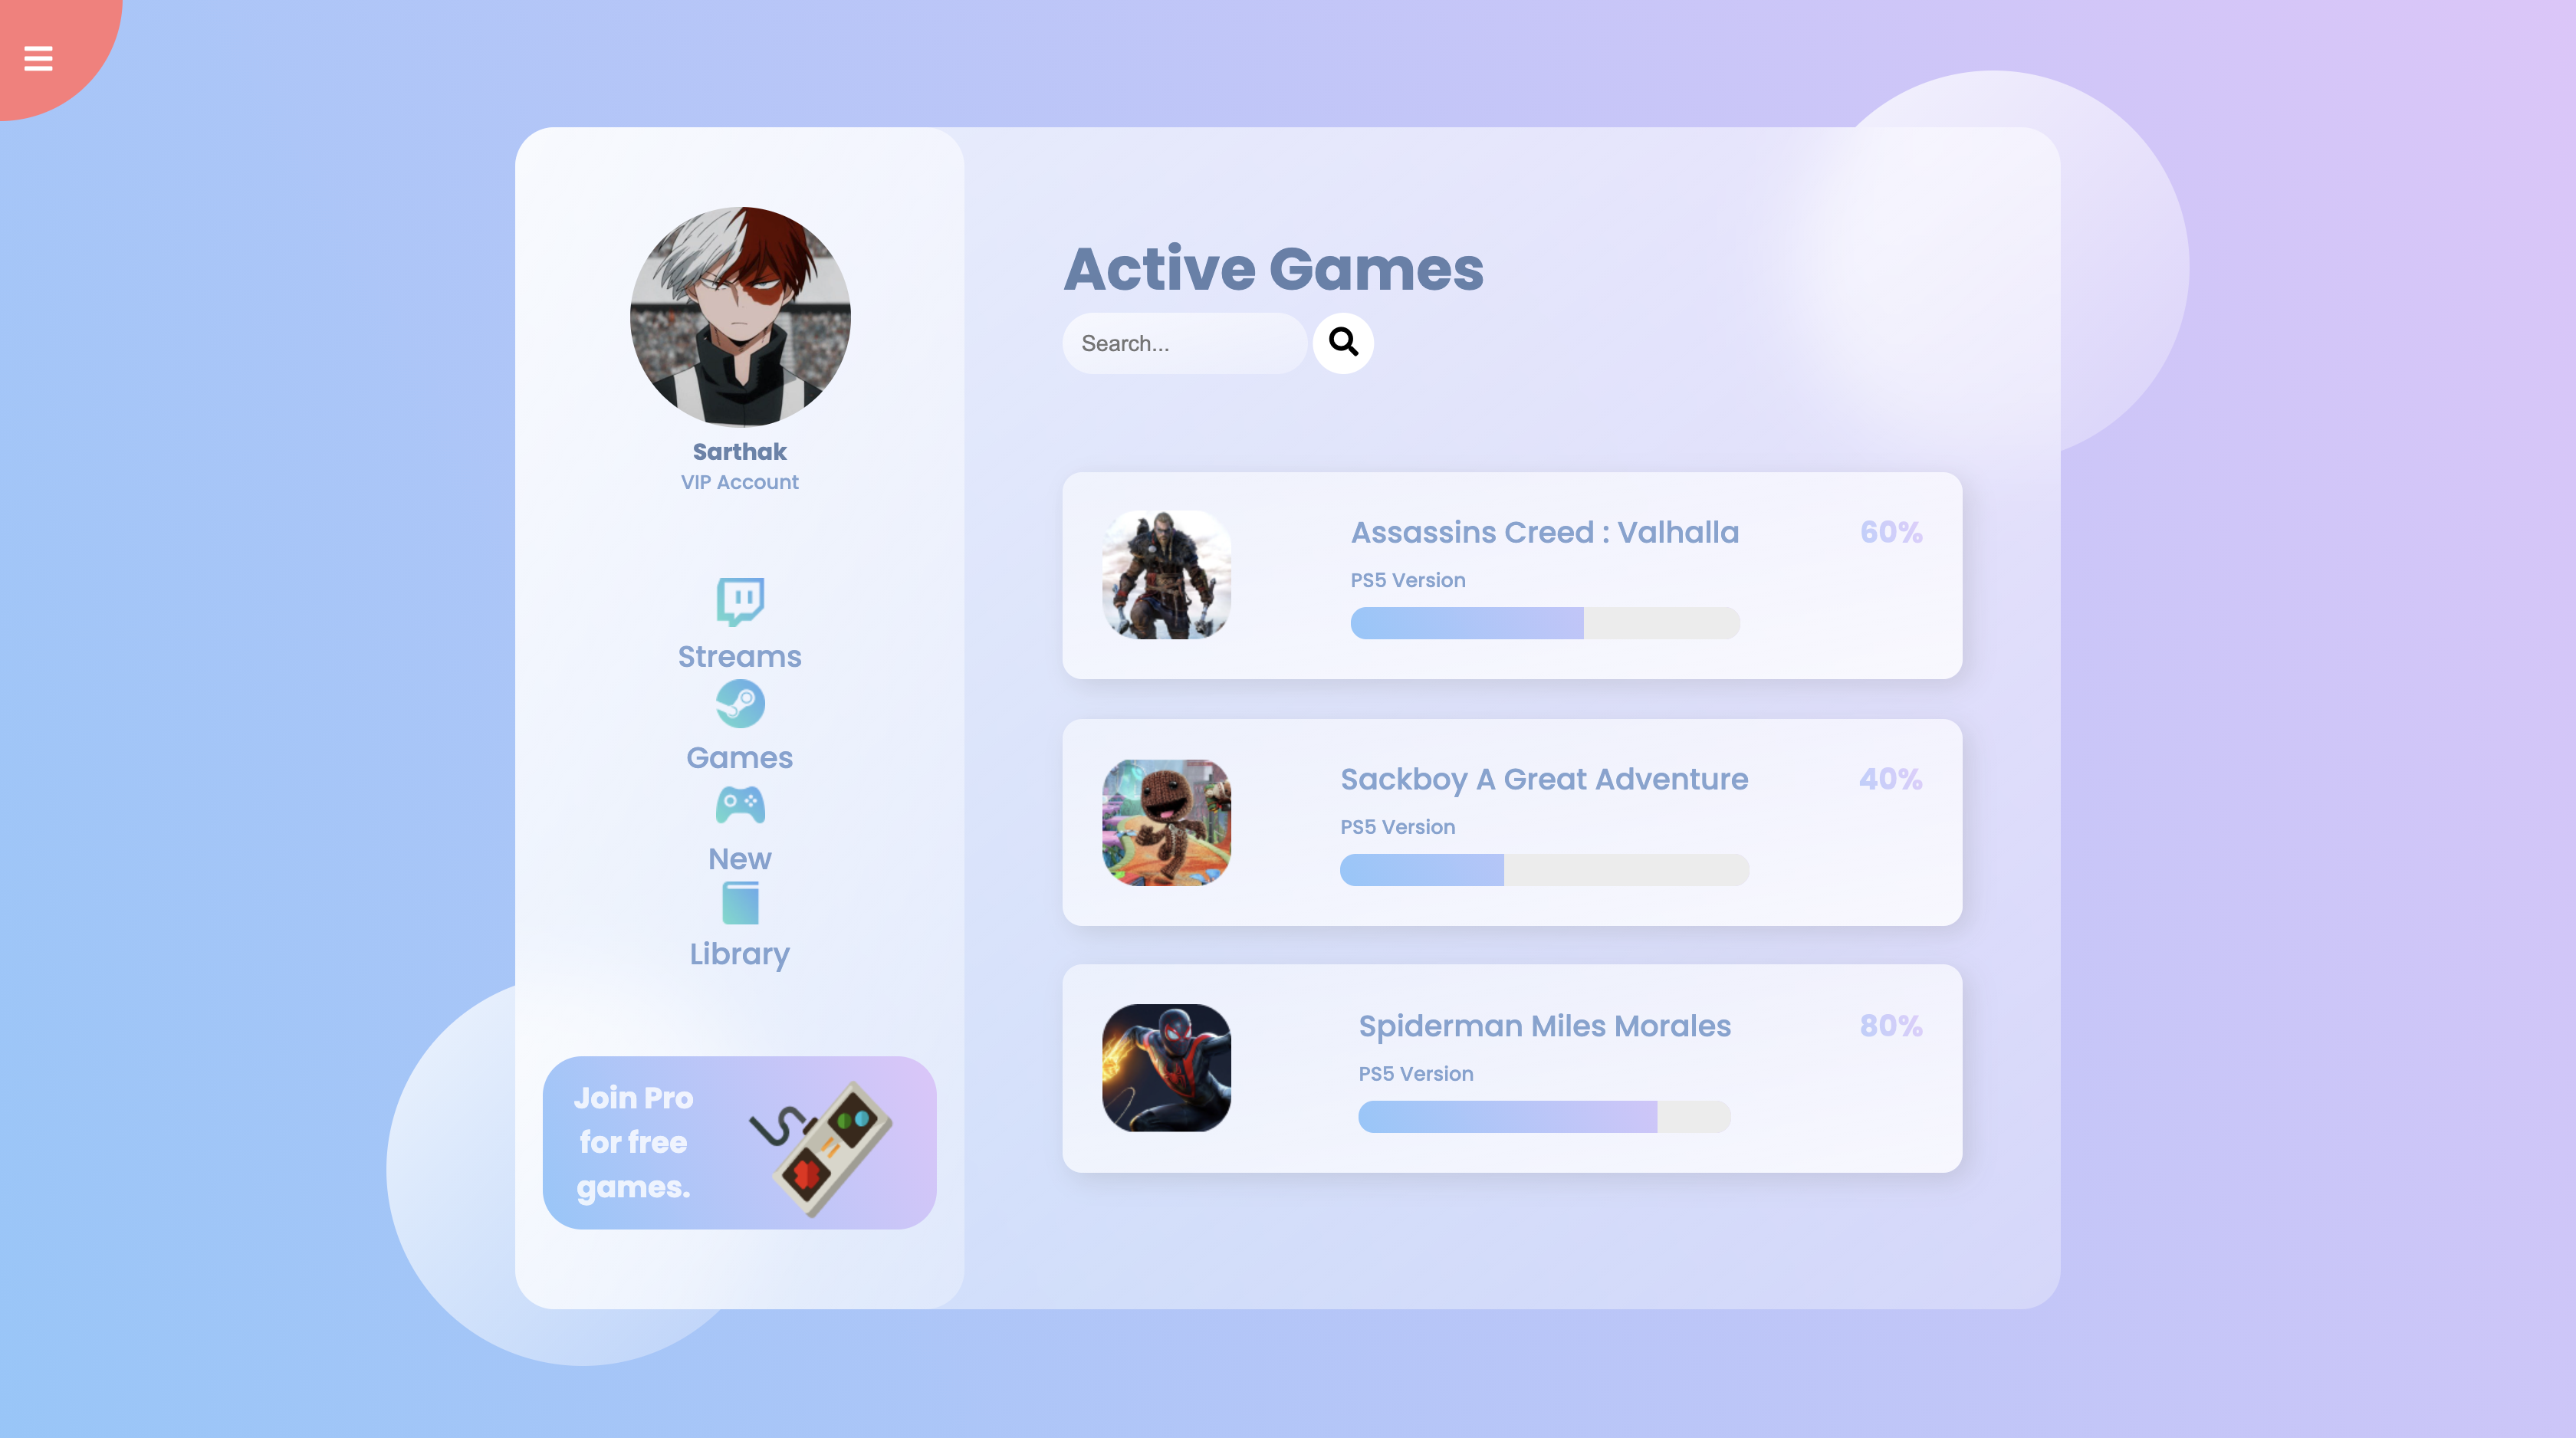 Sarthak
VIP Account
Streams
Games
New
Library
Join Pro
for free
games.
Active Games
Search...
Assassins Creed : Valhalla
60%
PS5 Version
Sackboy A Great Adventure
40%
PS5 Version
Spiderman Miles Morales
80%
PS5 Version